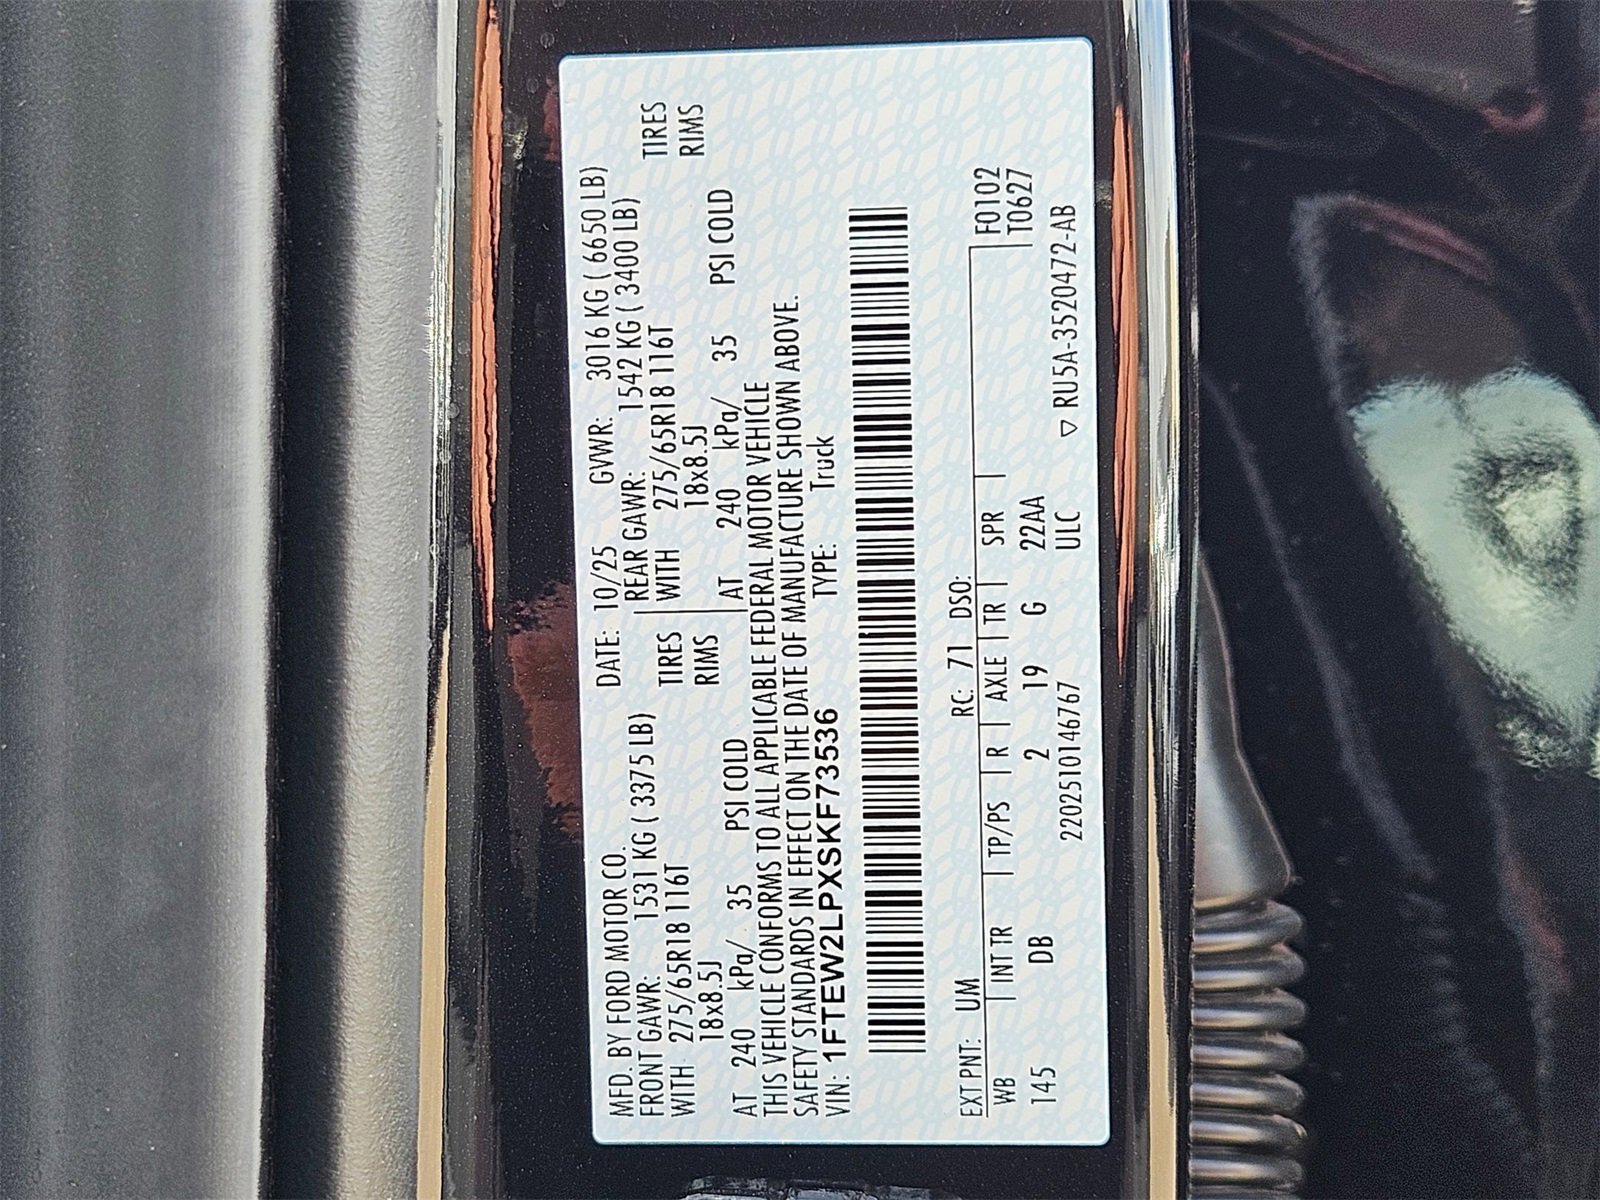 MFD. BY FORD MOTOR CO. DATE: 10/25 GVWR: 3016 KG ( 6650 LB)
FRONT GAWR: 1531 KG ( 3375 LB) REAR GAWR: 1542 KG ( 3400 LB)
WITH 275/65R18 116T TIRES WITH 275/65R18 116T TIRES
18x8.5J RIMS 18x8.5J RIMS
AT 240 kPa/ 35 PSI COLD AT 240 kPa/ 35 PSI COLD
THIS VEHICLE CONFORMS TO ALL APPLICABLE FEDERAL MOTOR VEHICLE
SAFETY STANDARDS IN EFFECT ON THE DATE OF MANUFACTURE SHOWN ABOVE.
VIN: 1FTEW2LPXSKF73536 TYPE: Truck
EXT PNT: UM RC: 71 DSO:
WB INT TR TP/PS R AXLE TR SPR F0102
145 DB 2 19 G 22AA T0627
220251014​6767 ULC ▽ RU5A-3520472-AB